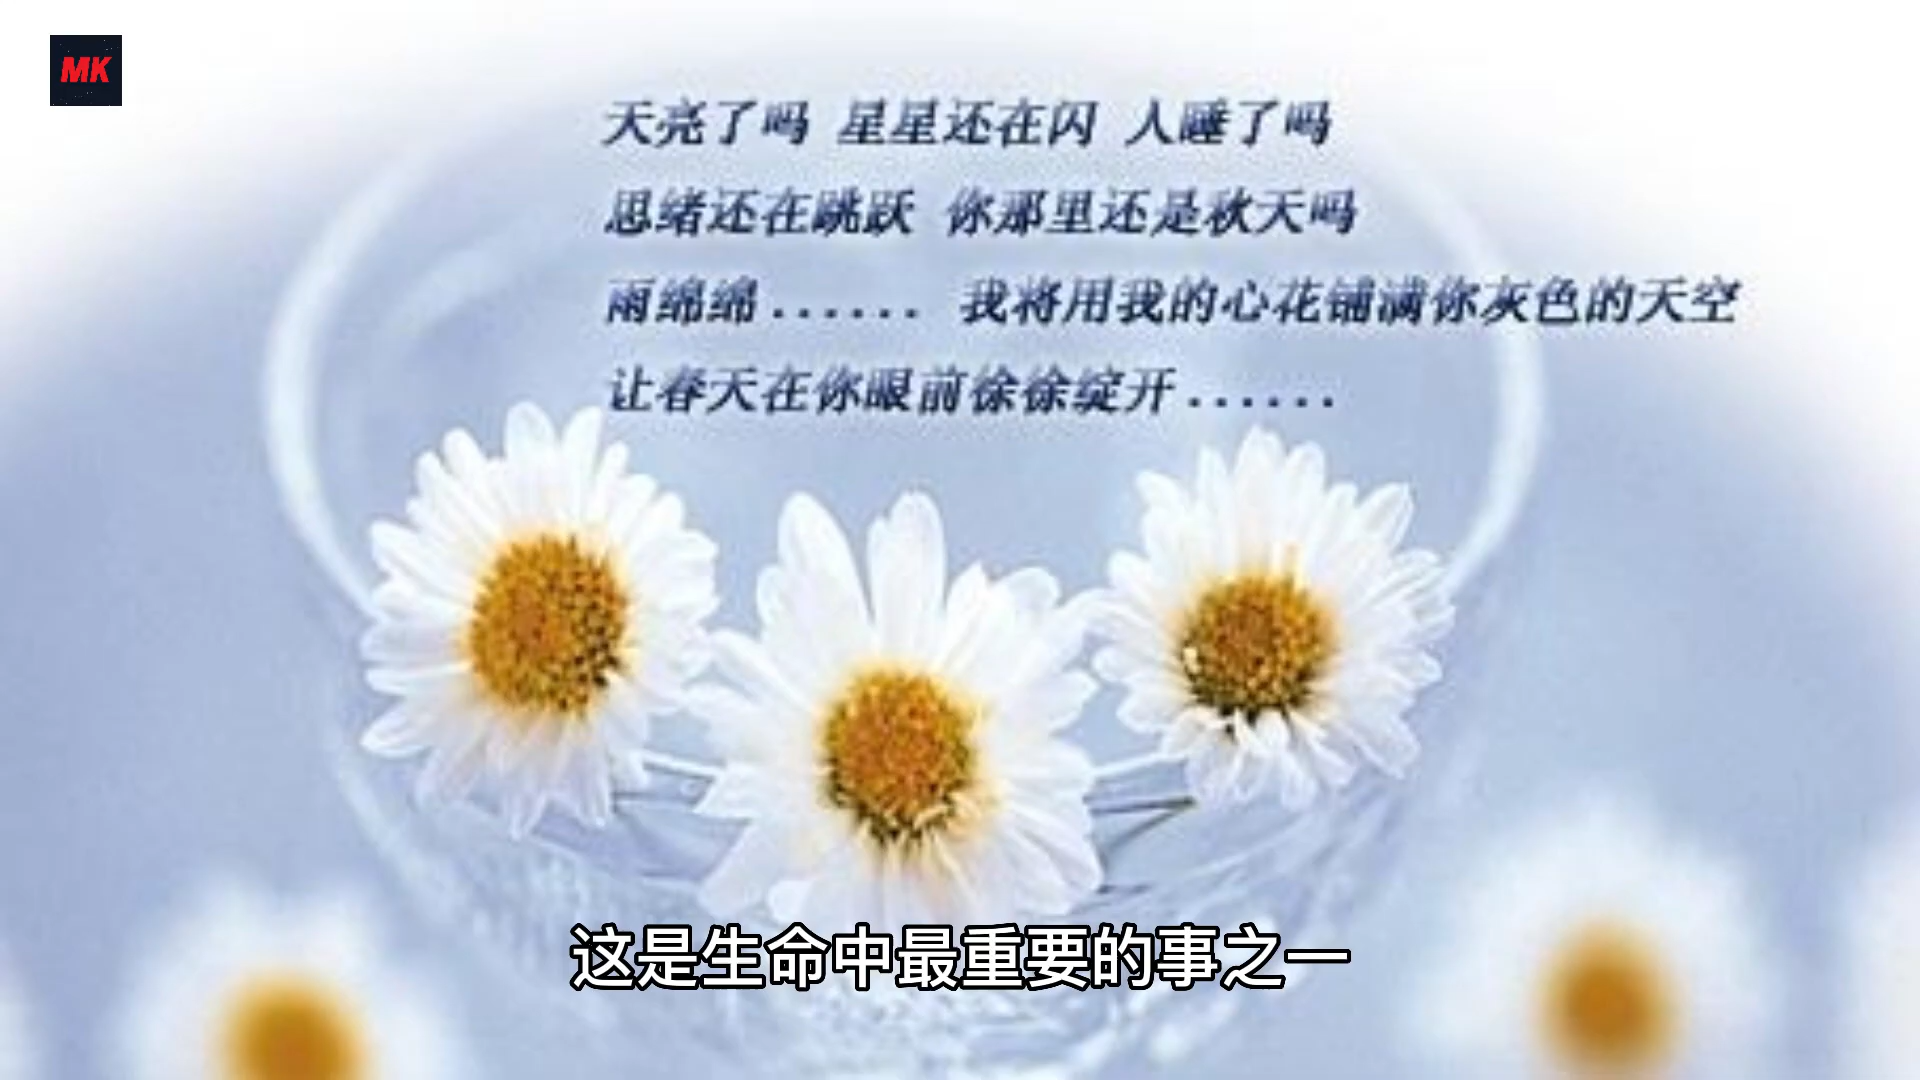 MK
天亮了吗 星星还在闪 人睡了吗
思绪还在跳跃 你那里还是秋天吗
雨绵绵...... 我将用我的心花铺满你灰色的天空
让春天在你眼前徐徐绽开......
这是生命中最重要的事之一